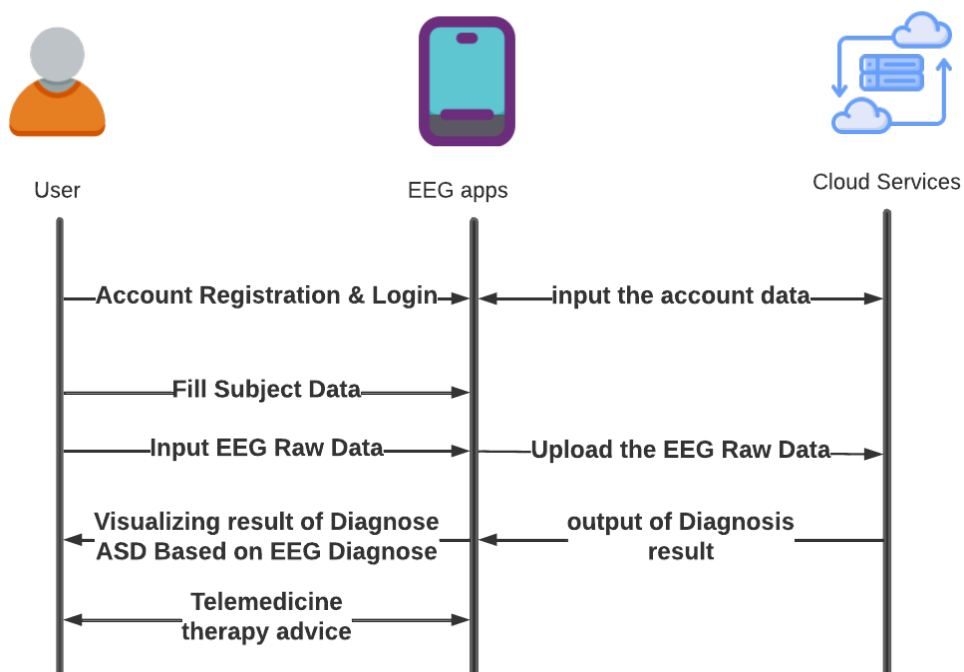 User
EEG apps
Cloud Services
Account Registration & Login
input the account data
Fill Subject Data
Input EEG Raw Data
Upload the EEG Raw Data
Visualizing result of Diagnose
ASD Based on EEG Diagnose
output of Diagnosis
result
Telemedicine
therapy advice